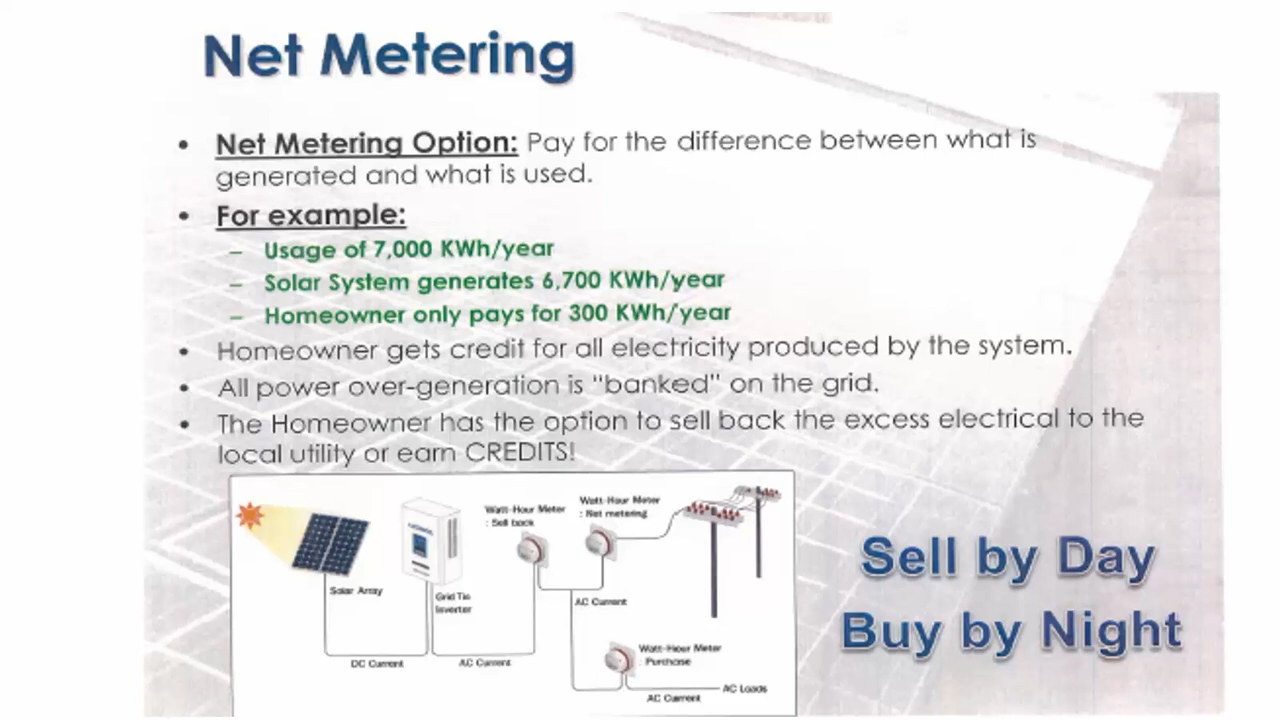 Net Metering
• Net Metering Option: Pay for the difference between what is
generated and what is used.
• For example:
– Usage of 7,000 KWh/year
– Solar System generates 6,700 KWh/year
– Homeowner only pays for 300 KWh/year
• Homeowner gets credit for all electricity produced by the system.
• All power over-generation is “banked” on the grid.
• The Homeowner has the option to sell back the excess electrical to the
local utility or earn CREDITS!
Watt-Hour Meter
: Sell back
Watt-Hour Meter
: Net metering
Solar Array
Grid Tie
Inverter
AC Current
DC Current
AC Current
Watt-Hour Meter
: Purchase
AC Loads
AC Current
Sell by Day
Buy by Night